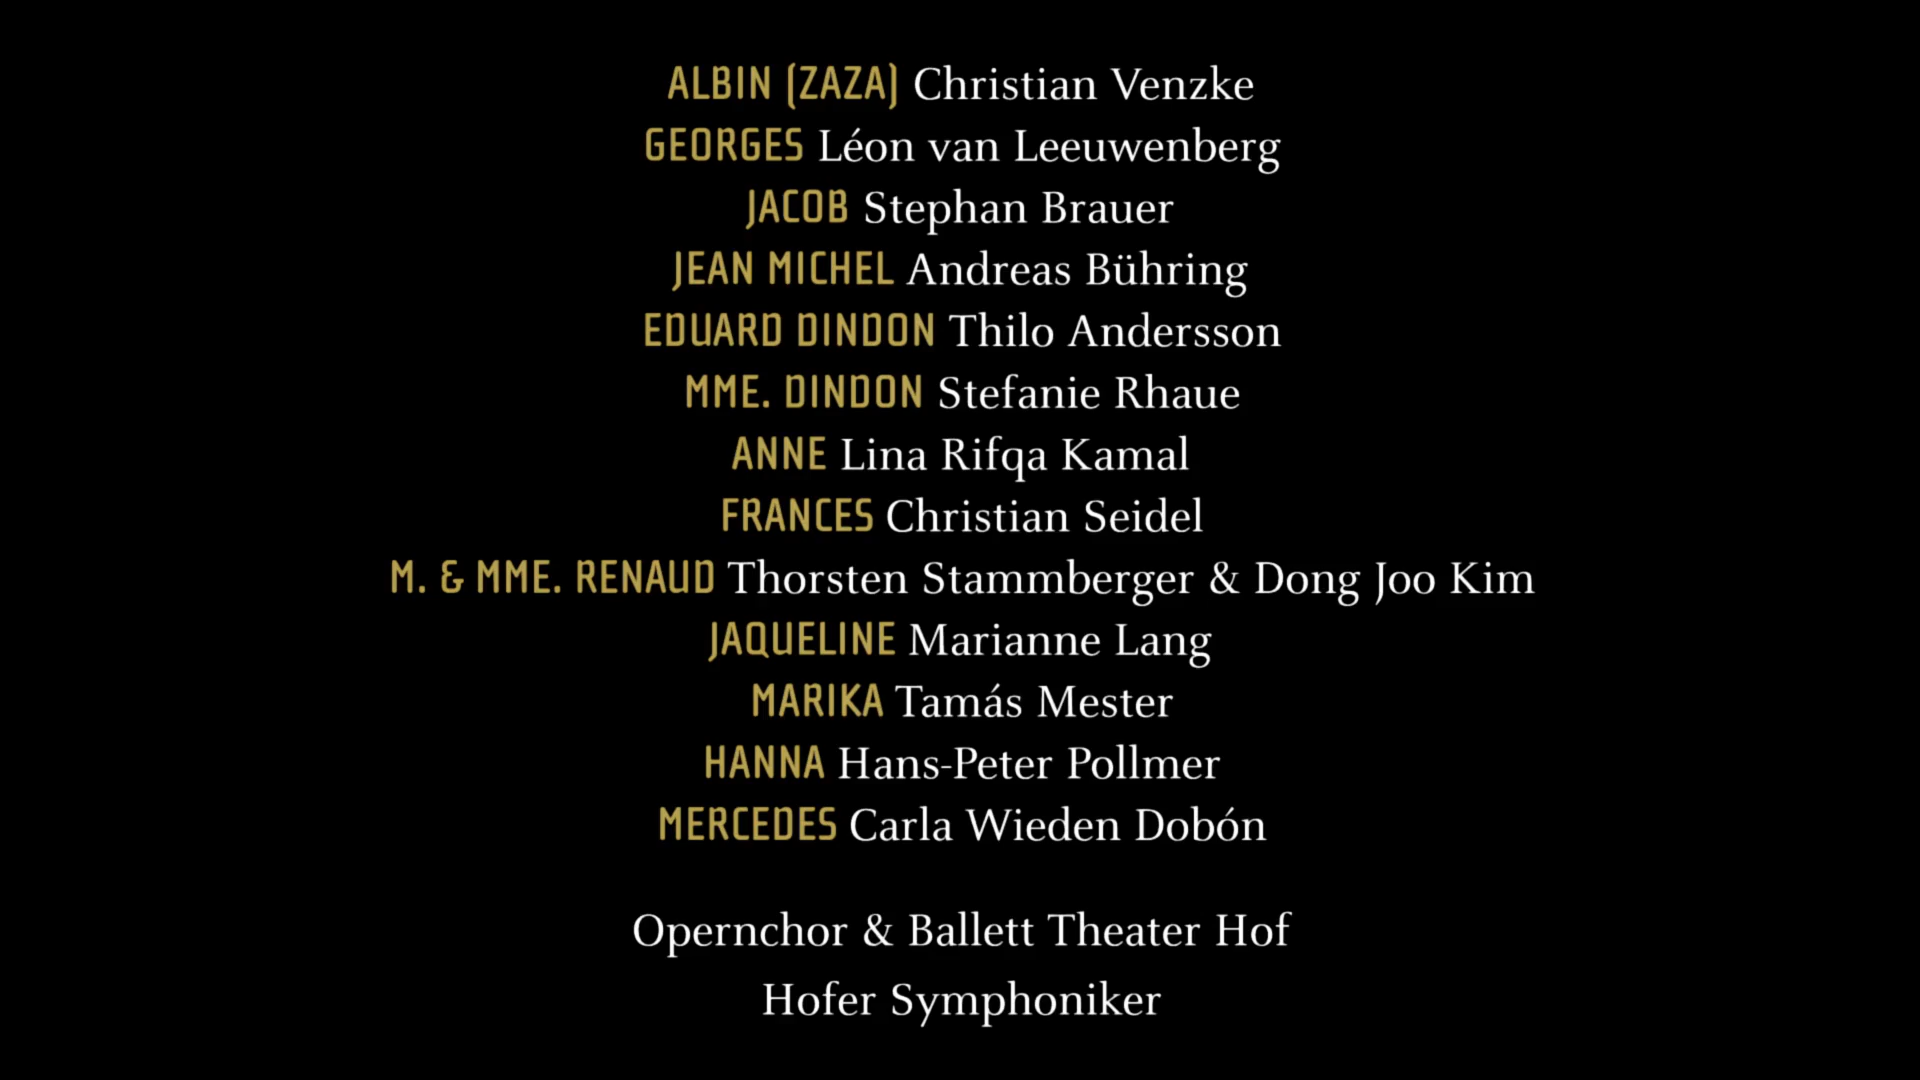 ALBIN (ZAZA) Christian Venzke
GEORGES Léon van Leeuwenberg
JACOB Stephan Brauer
JEAN MICHEL Andreas Bühring
EDUARD DINDON Thilo Andersson
MME. DINDON Stefanie Rhaue
ANNE Lina Rifqa Kamal
FRANCES Christian Seidel
M. & MME. RENAUD Thorsten Stammberger & Dong Joo Kim
JAQUELINE Marianne Lang
MARIKA Tamás Mester
HANNA Hans-Peter Pollmer
MERCEDES Carla Wieden Dobón
Opernchor & Ballett Theater Hof
Hofer Symphoniker